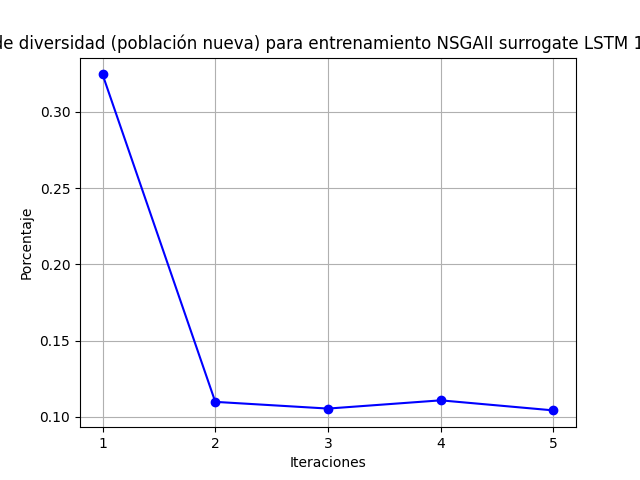 de diversidad (población nueva) para entrenamiento NSGAII surrogate LSTM 1
0.30
0.25
0.20
0.15
0.10
Porcentaje
1 2 3 4 5
Iteraciones